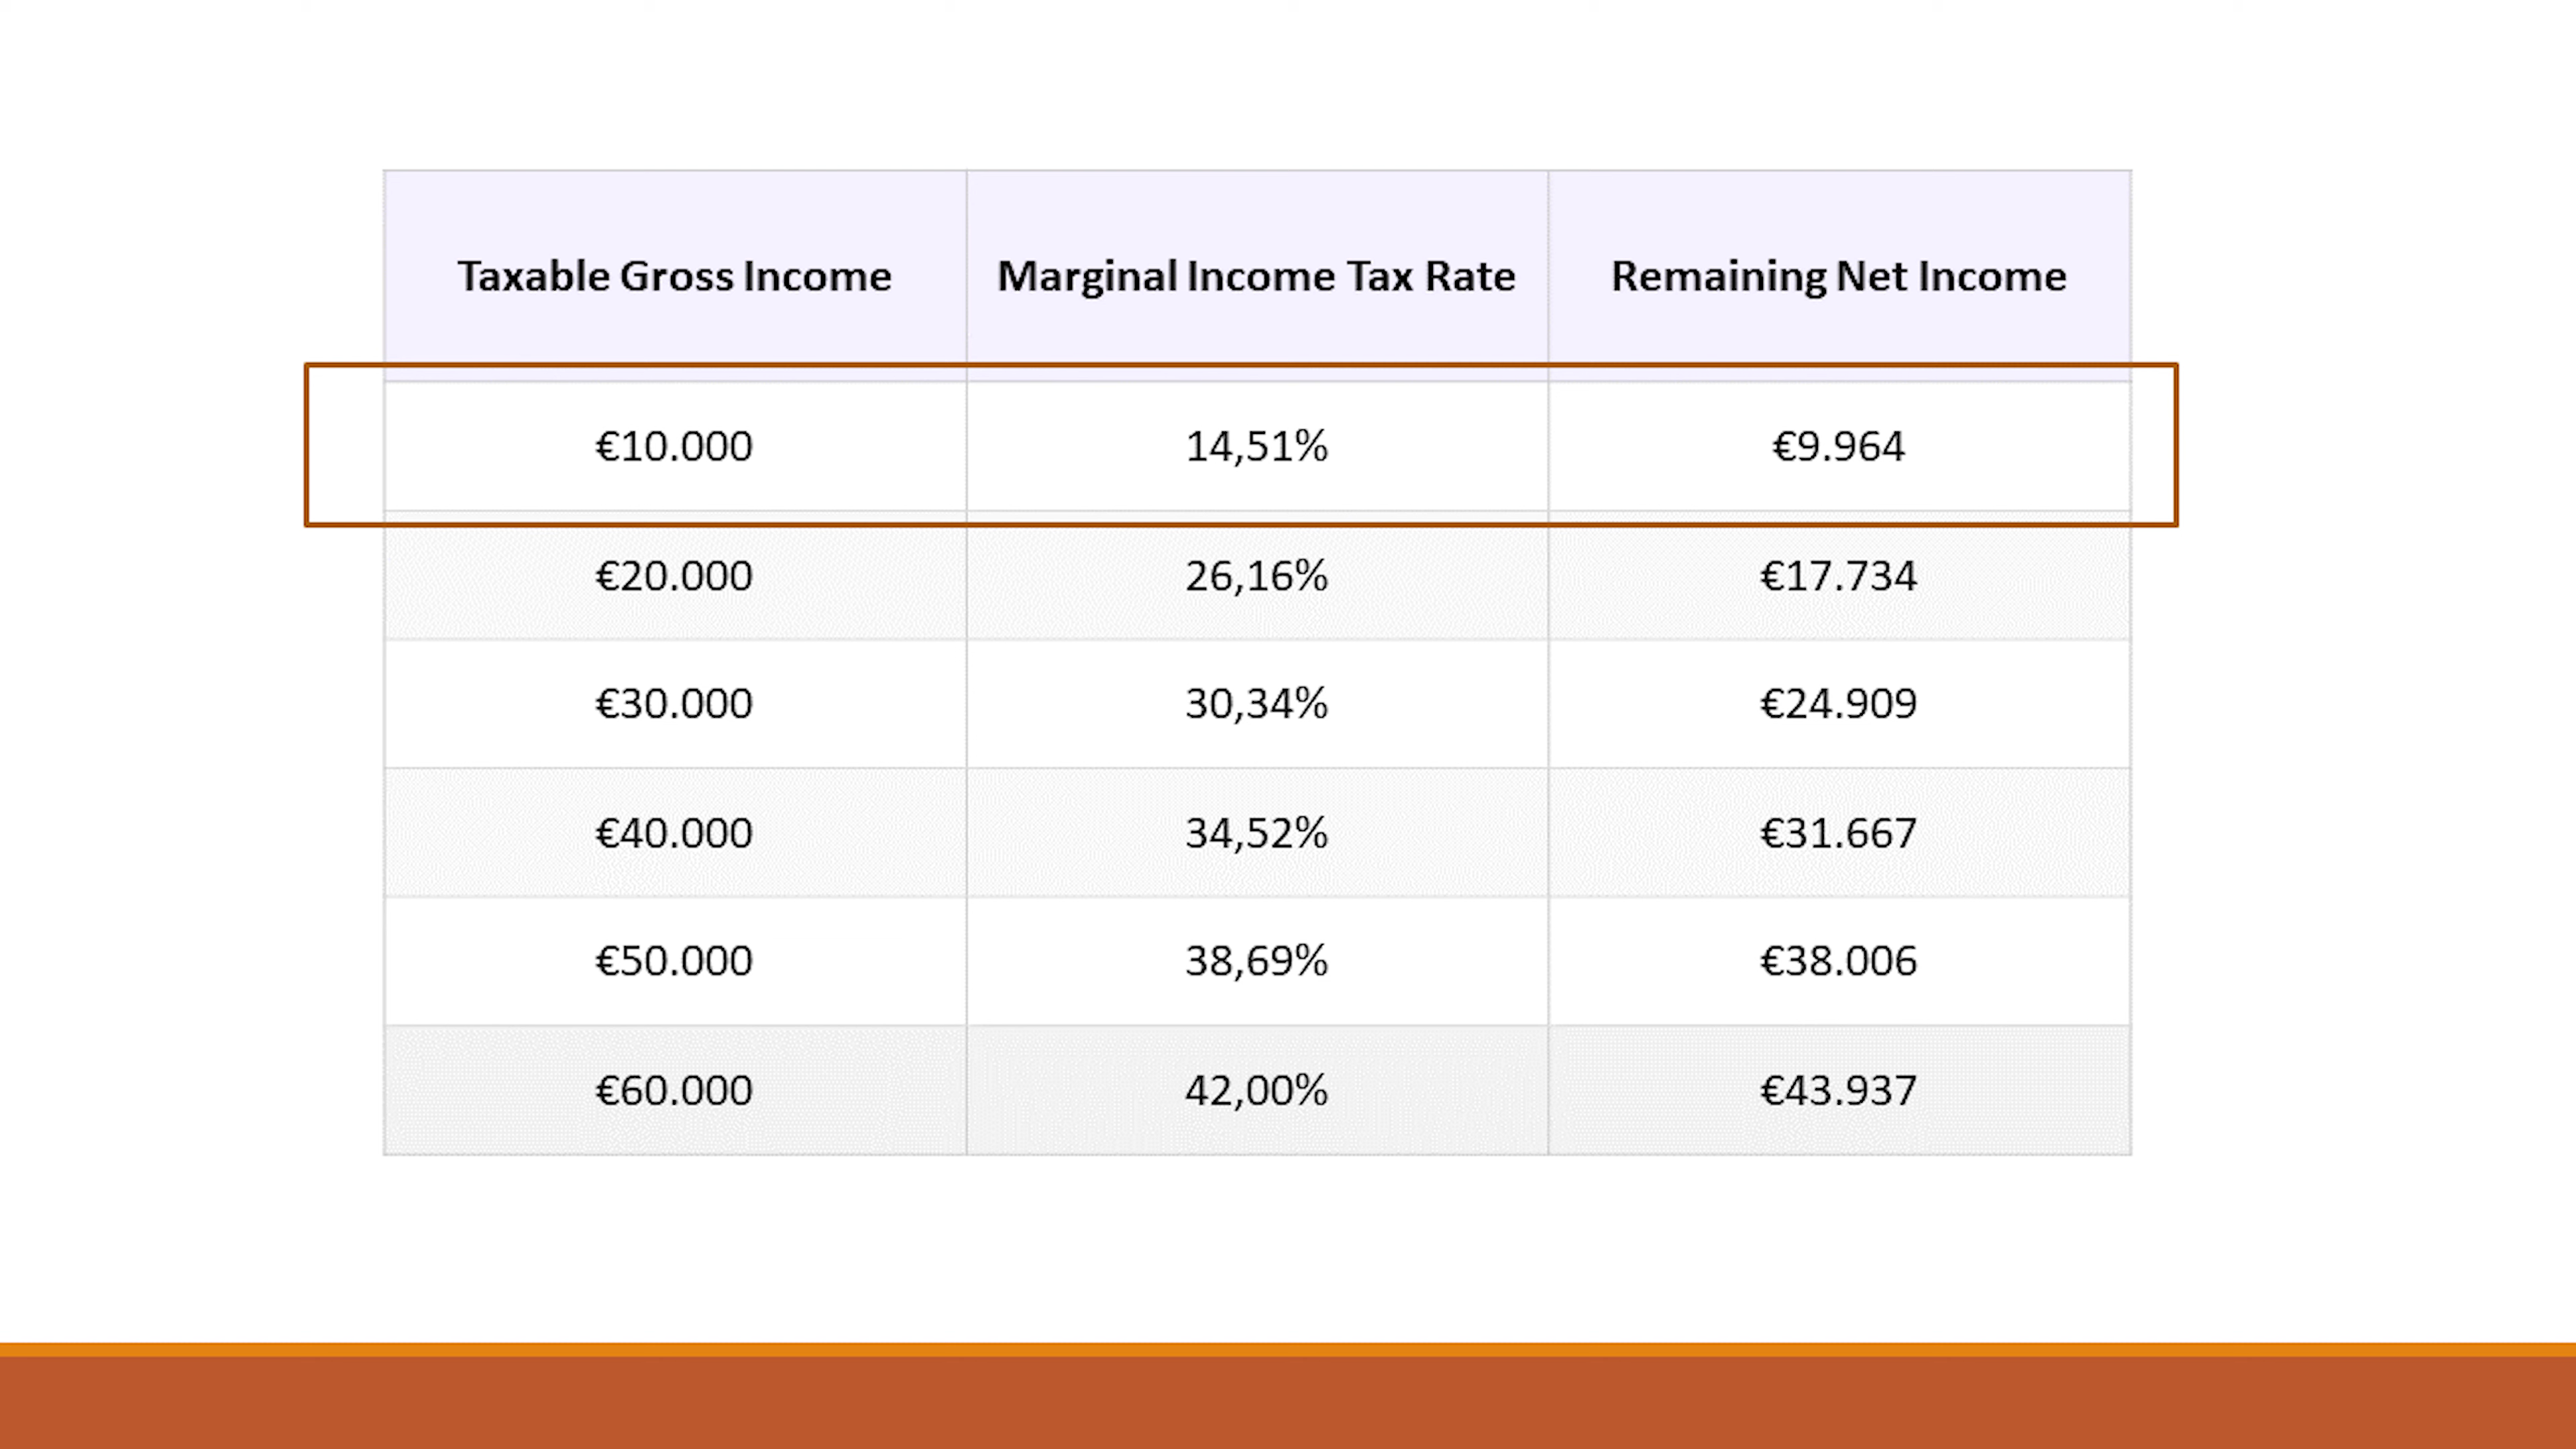 Taxable Gross Income Marginal Income Tax Rate Remaining Net Income
€10.000 14,51% €9.964
€20.000 26,16% €17.734
€30.000 30,34% €24.909
€40.000 34,52% €31.667
€50.000 38,69% €38.006
€60.000 42,00% €43.937